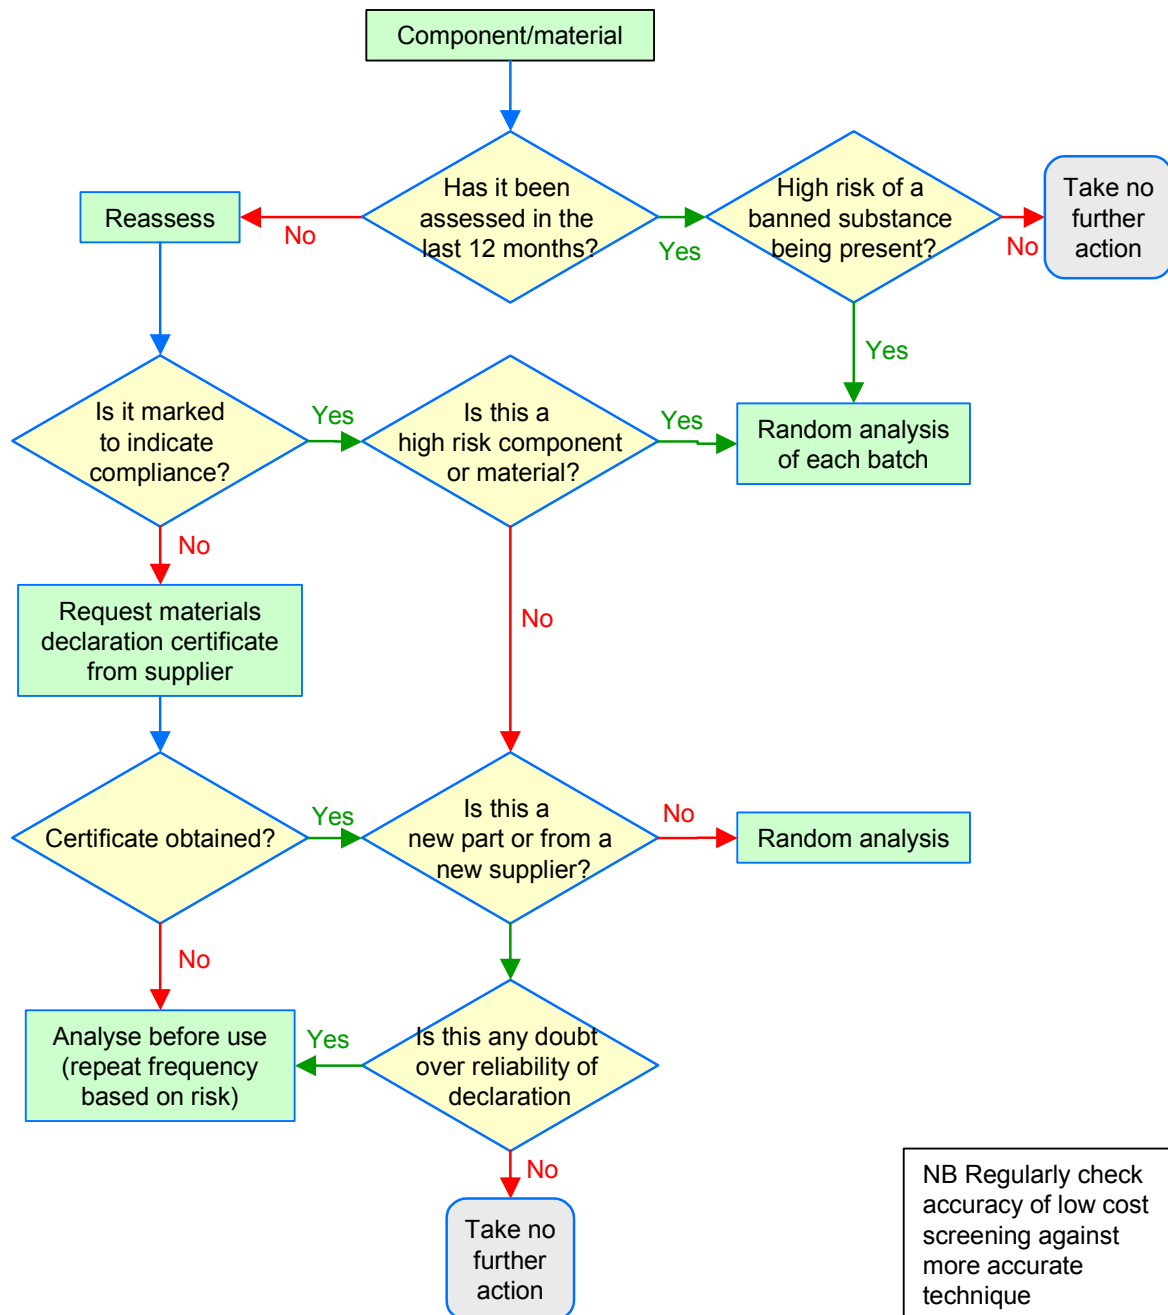 Component/material
Has it been
assessed in the
last 12 months?
High risk of a
banned substance
being present?
Take no
further
action
Reassess
No
Yes
No
Yes
Is it marked
to indicate
compliance?
Yes
Is this a
high risk component
or material?
Yes
Random analysis
of each batch
No
Request materials
declaration certificate
from supplier
No
Certificate obtained?
Yes
Is this a
new part or from a
new supplier?
No
Random analysis
No
Analyse before use
(repeat frequency
based on risk)
Yes
Is this any doubt
over reliability of
declaration
No
Take no
further
action
NB Regularly check
accuracy of low cost
screening against
more accurate
technique